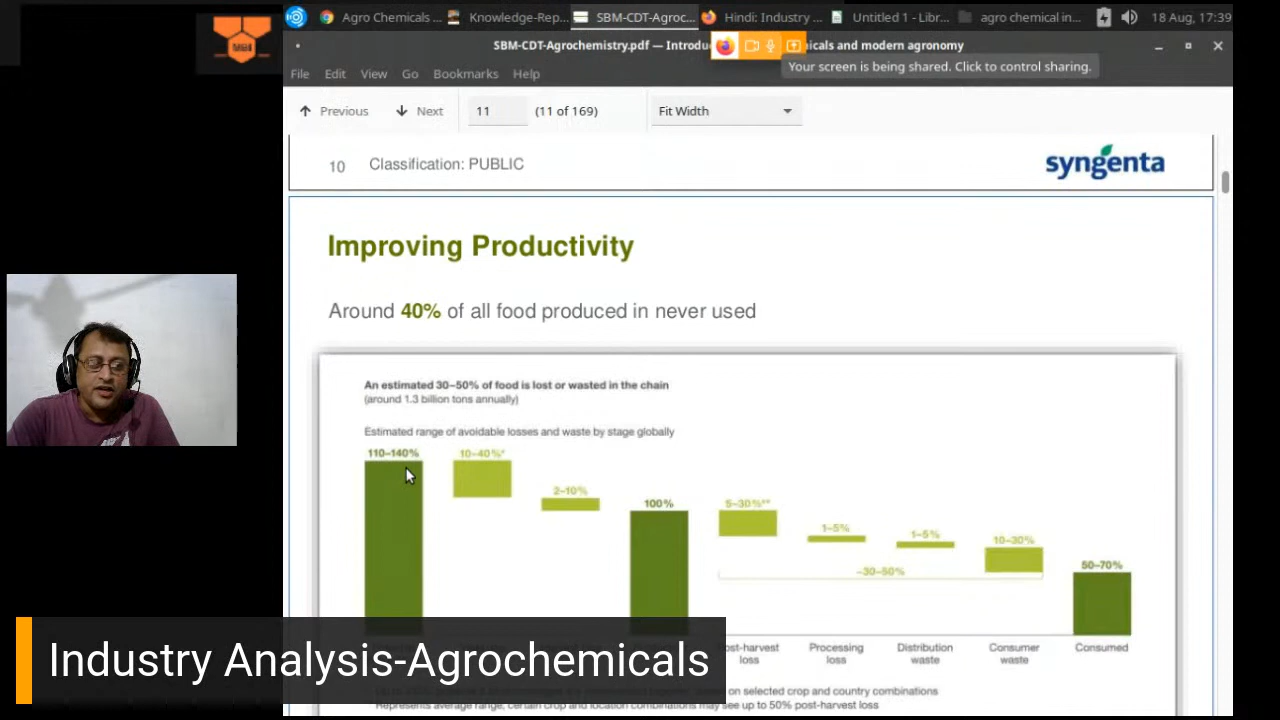 Agro Chemicals ...
Knowledge-Rep...
SBM-CDT-Agroc...
Hindi: Industry ...
Untitled 1 - Libr...
agro chemical in...
18 Aug, 17:39
SBM-CDT-Agrochemistry.pdf — Introdu
icals and modern agronomy
Your screen is being shared. Click to control sharing.
File Edit View Go Bookmarks Help
Previous Next 11 (11 of 169) Fit Width
10 Classification: PUBLIC
syngenta
Improving Productivity
Around 40% of all food produced in never used
An estimated 30–50% of food is lost or wasted in the chain
(around 1.3 billion tons annually)
Estimated range of avoidable losses and waste by stage globally
110–140% 10–40%*
2–10%
100% 5–30%**
1–5% 1–5% 10–30%
~30–50%
50–70%
ost-harvest loss
Processing loss
Distribution waste
Consumer waste
Consumed
on selected crop and country combinations
Represents average range, certain crop and location combinations may see up to 50% post-harvest loss
Industry Analysis-Agrochemicals